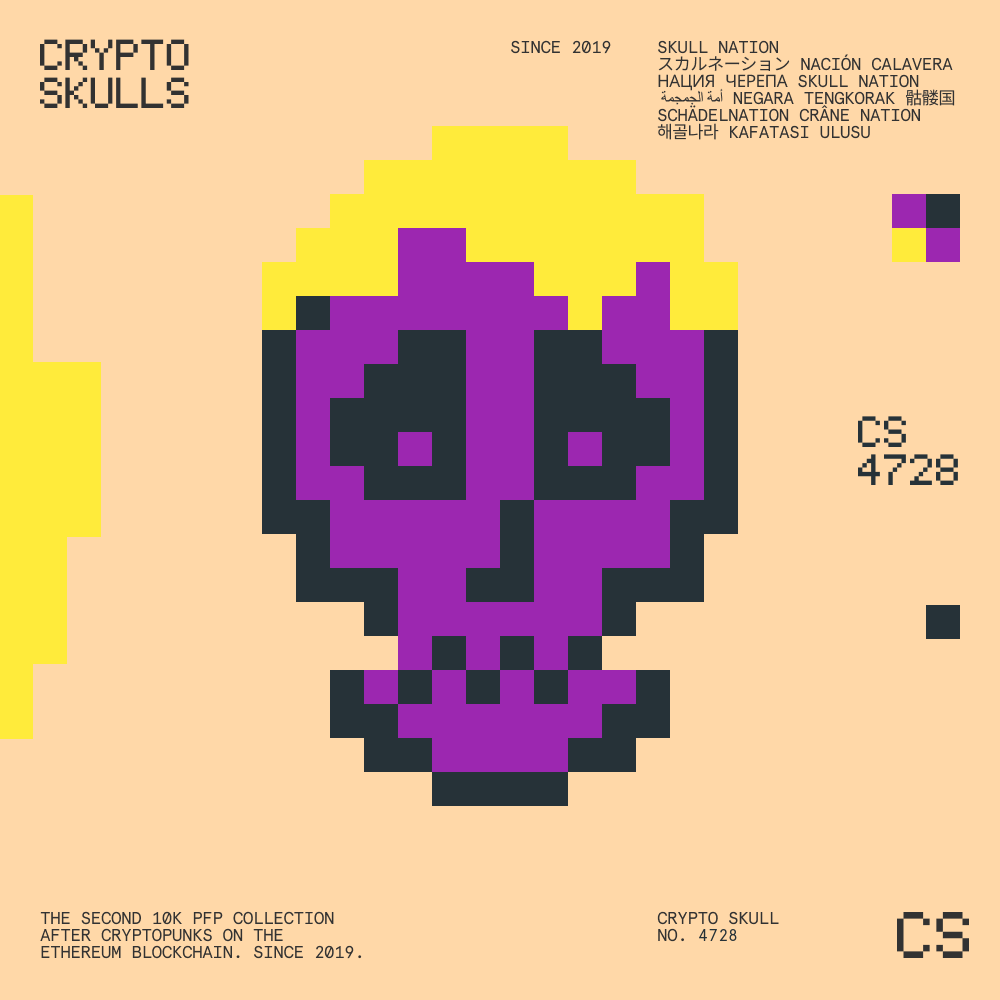 CRYPTO
SKULLS
SINCE 2019
SKULL NATION
スカルネーション NACIÓN CALAVERA
НАЦИЯ ЧЕРЕПА SKULL NATION
أمة الجمجمة NEGARA TENGKORAK 骷髅国
SCHÄDELNATION CRÂNE NATION
해골나라 KAFATASI ULUSU
CS
4728
THE SECOND 10K PFP COLLECTION
AFTER CRYPTOPUNKS ON THE
ETHEREUM BLOCKCHAIN. SINCE 2019.
CRYPTO SKULL
NO. 4728
CS